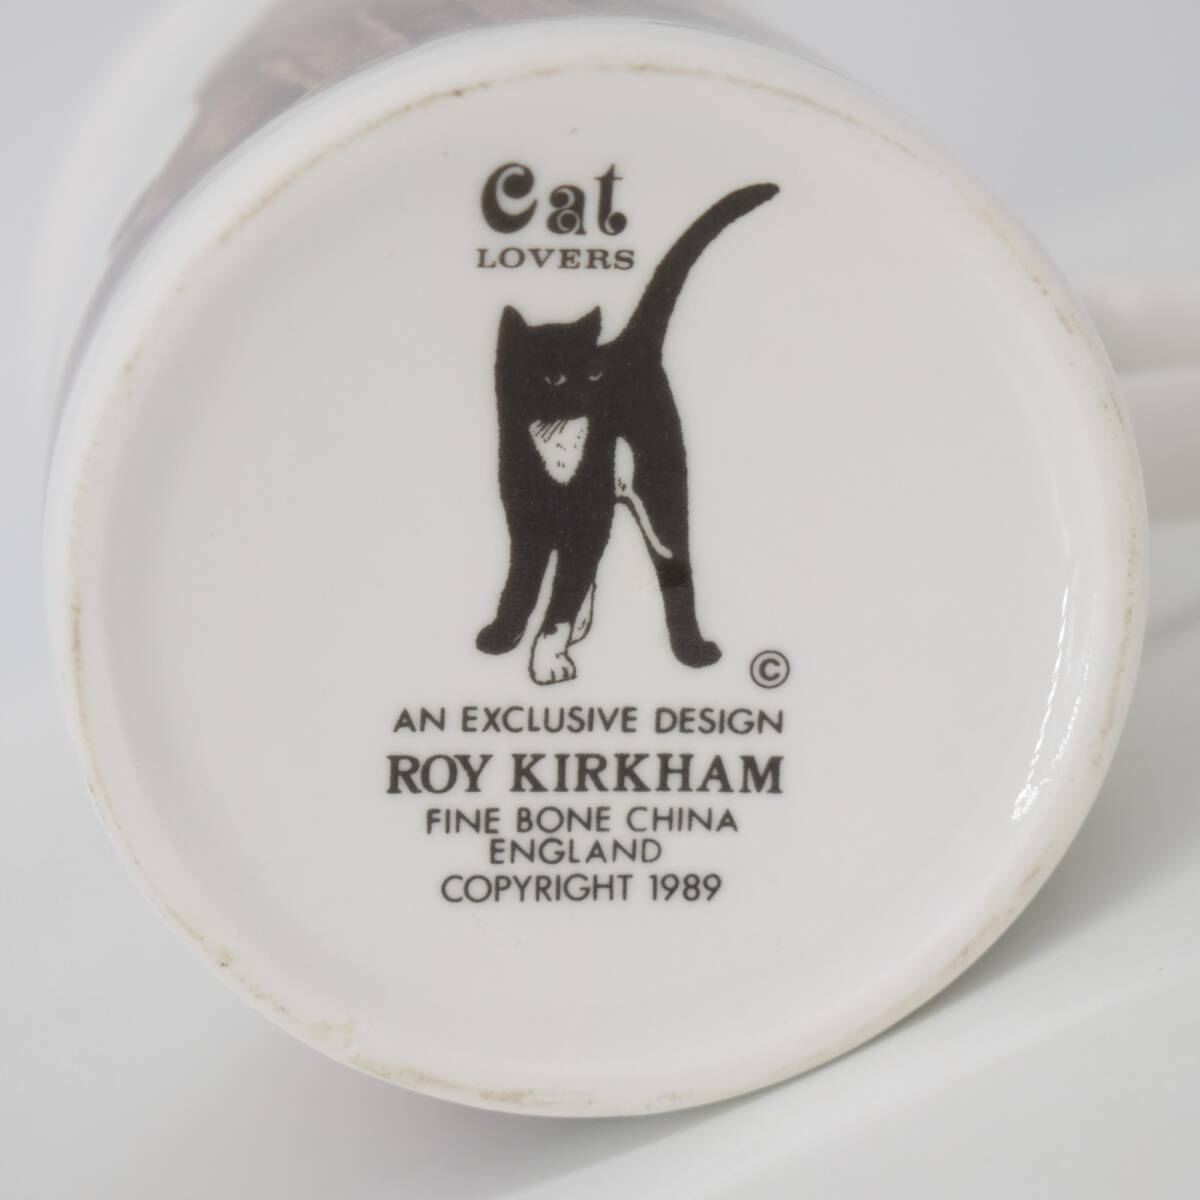 Cat
LOVERS
©
AN EXCLUSIVE DESIGN
ROY KIRKHAM
FINE BONE CHINA
ENGLAND
COPYRIGHT 1989